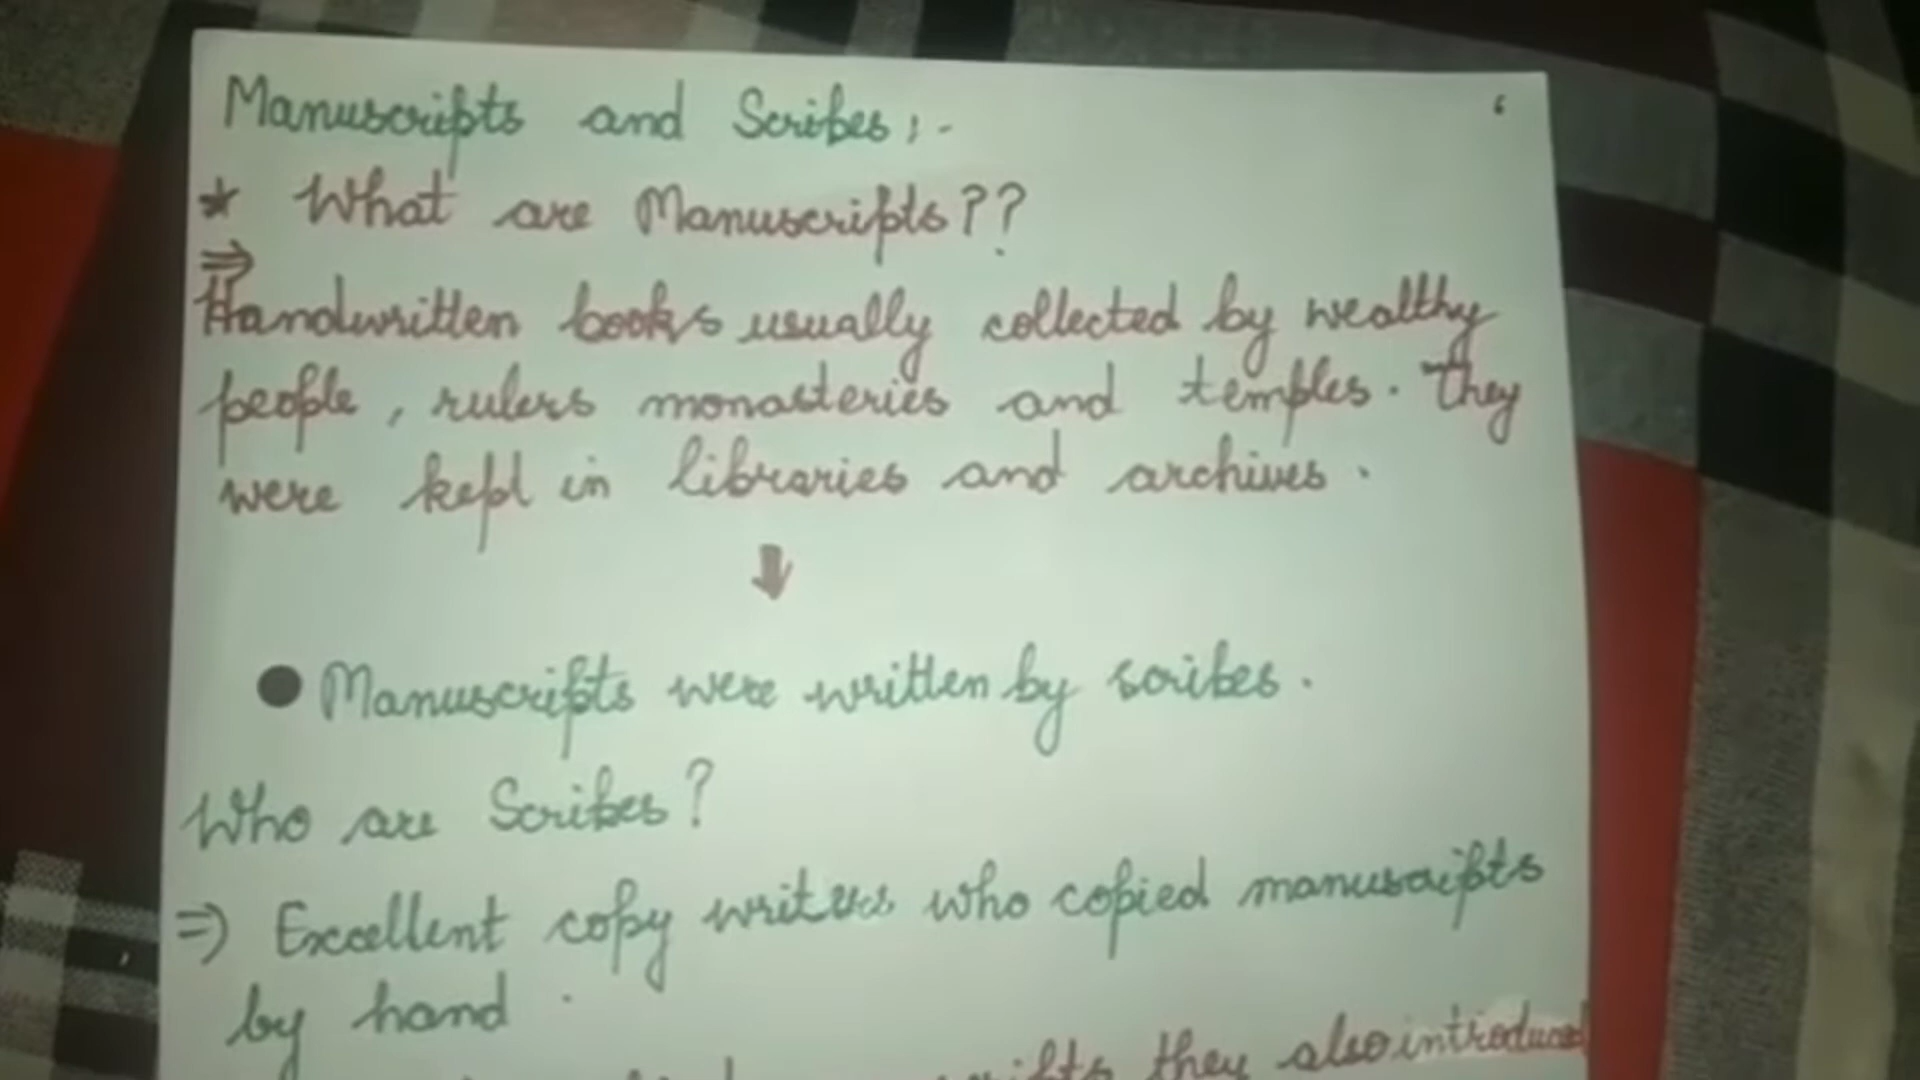 Manuscripts and Scribes :-
6
* What are Manuscripts??
⇒
Handwritten books usually collected by wealthy
people, rulers monasteries and temples. They
were kept in libraries and archives.
↓
● Manuscripts were written by scribes.
Who are Scribes?
⇒ Excellent copy writers who copied manuscripts
by hand.
they also introduced